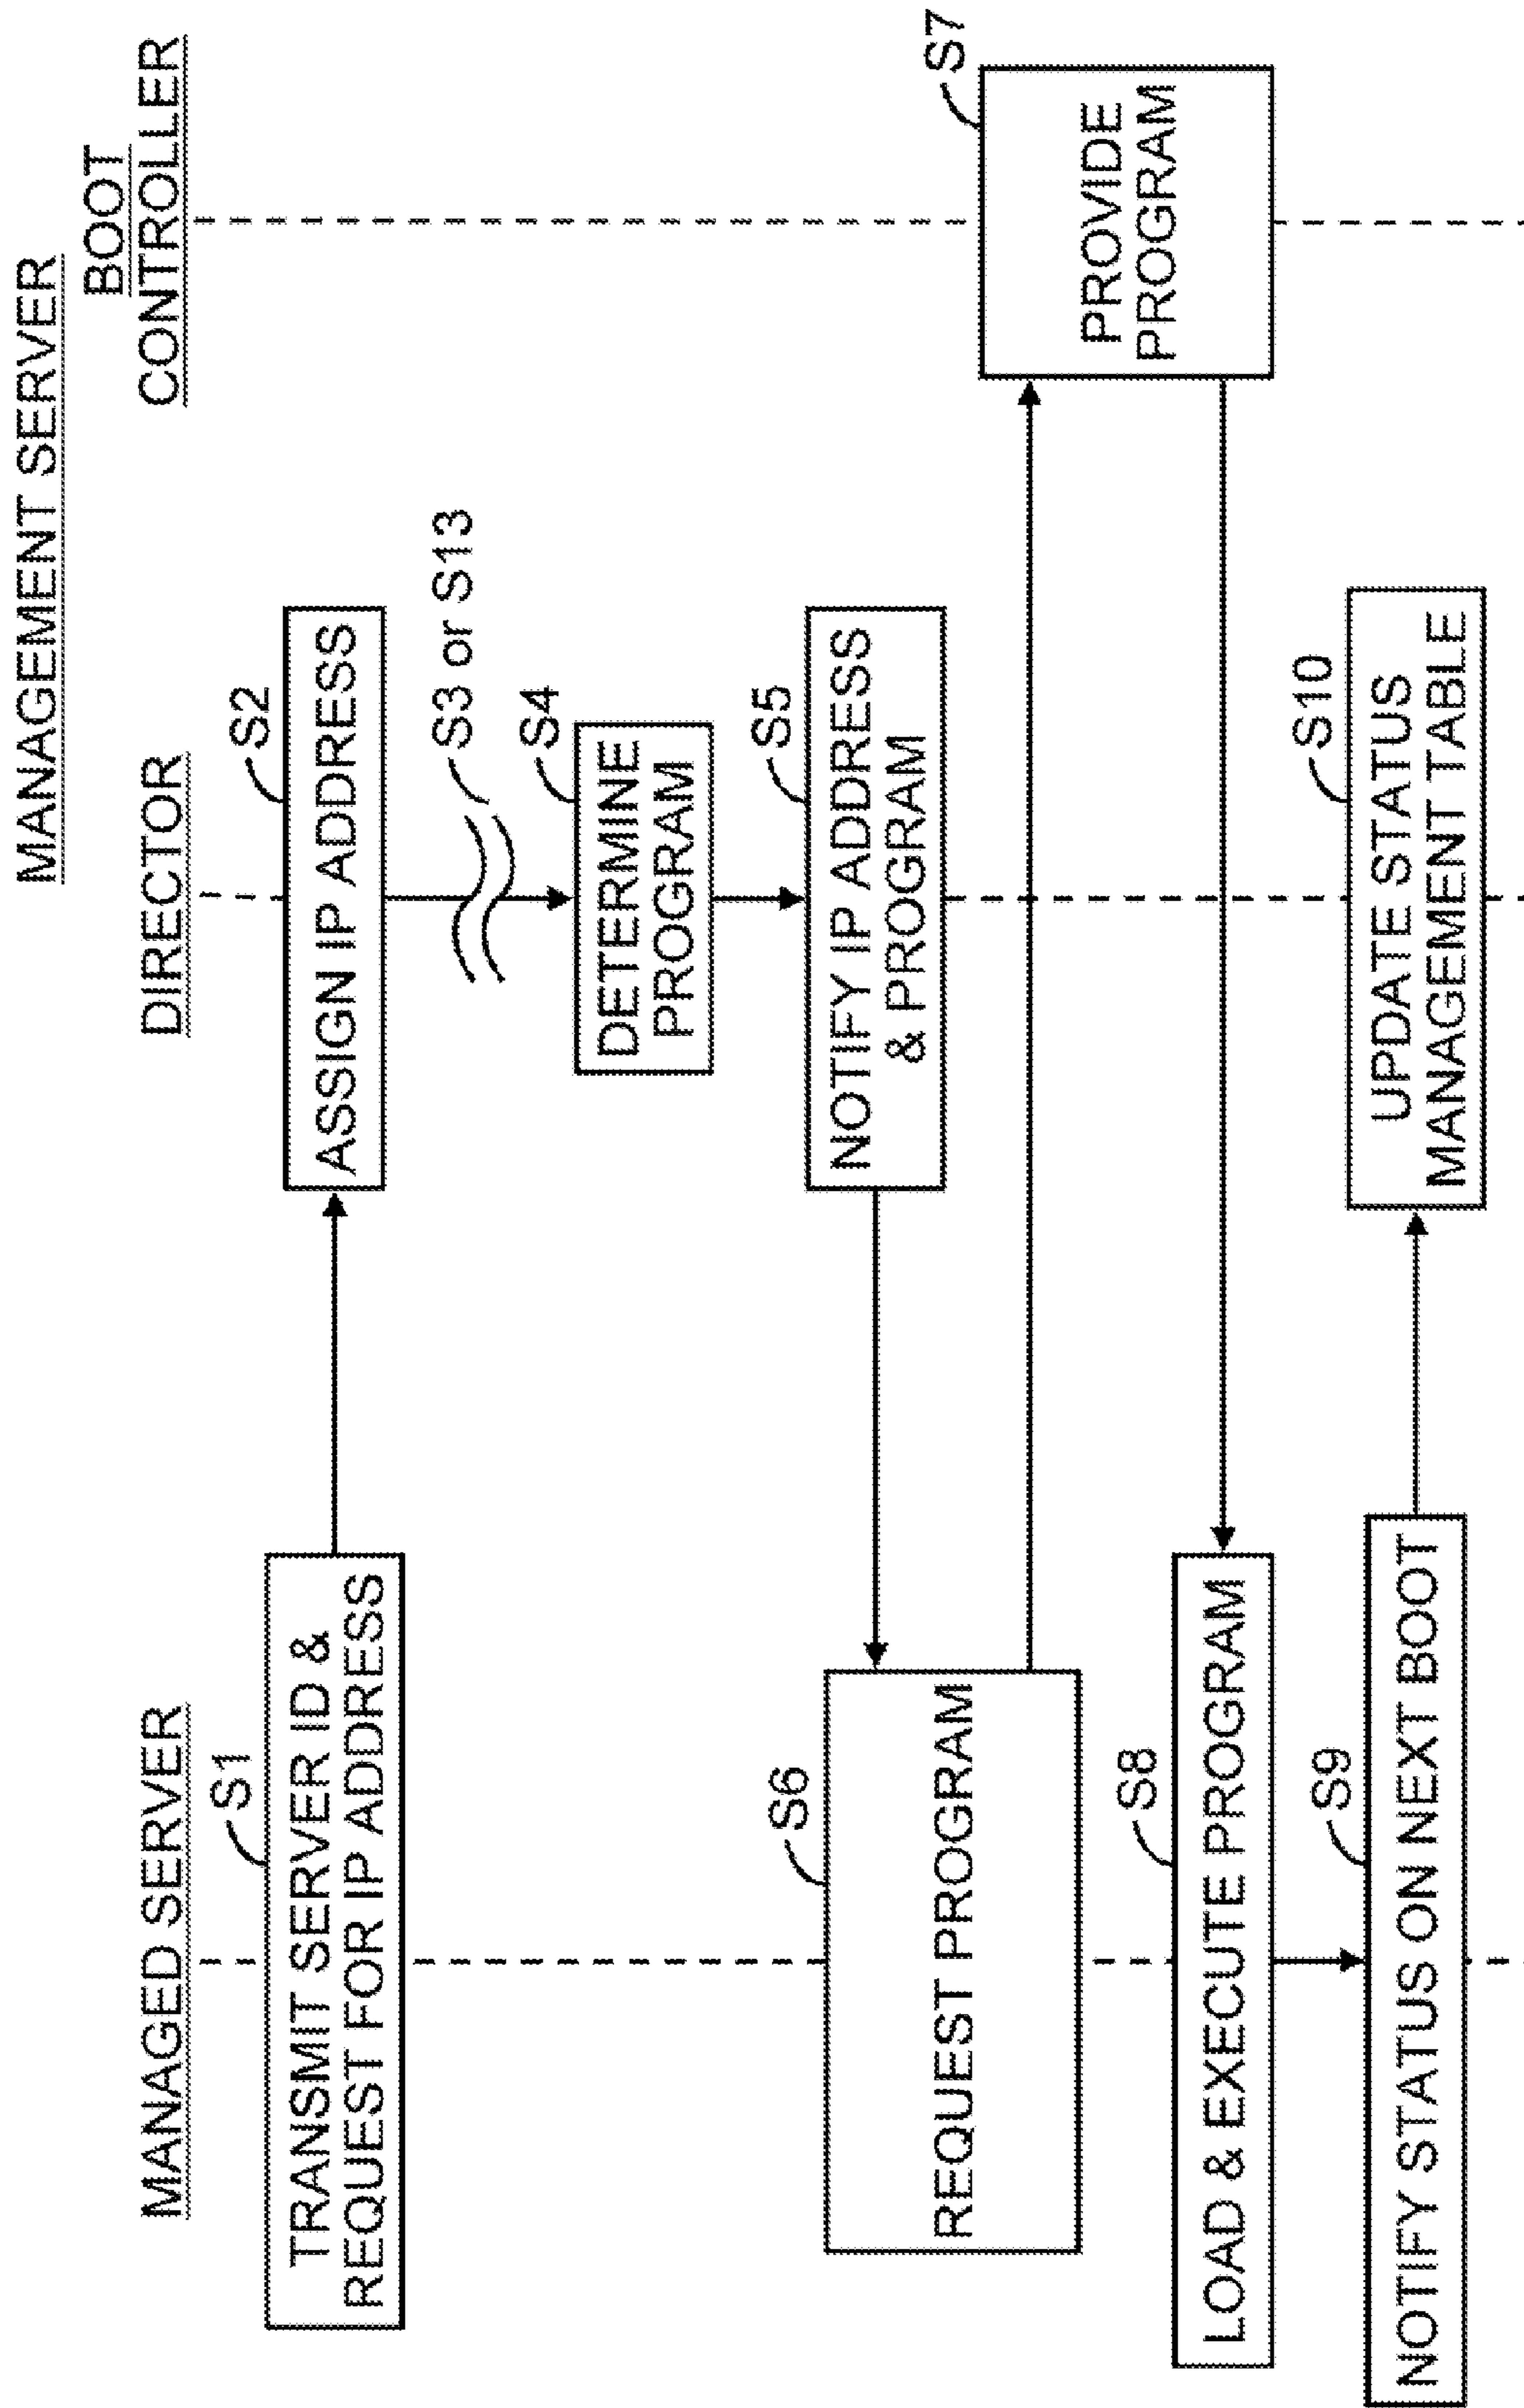 MANAGEMENT SERVER
MANAGED SERVER
DIRECTOR
BOOT
CONTROLLER
S1
TRANSMIT SERVER ID &
REQUEST FOR IP ADDRESS
S2
ASSIGN IP ADDRESS
S3 or S13
S4
DETERMINE
PROGRAM
S5
NOTIFY IP ADDRESS
& PROGRAM
S6
REQUEST PROGRAM
S7
PROVIDE
PROGRAM
S8
LOAD & EXECUTE PROGRAM
S9
NOTIFY STATUS ON NEXT BOOT
S10
UPDATE STATUS
MANAGEMENT TABLE